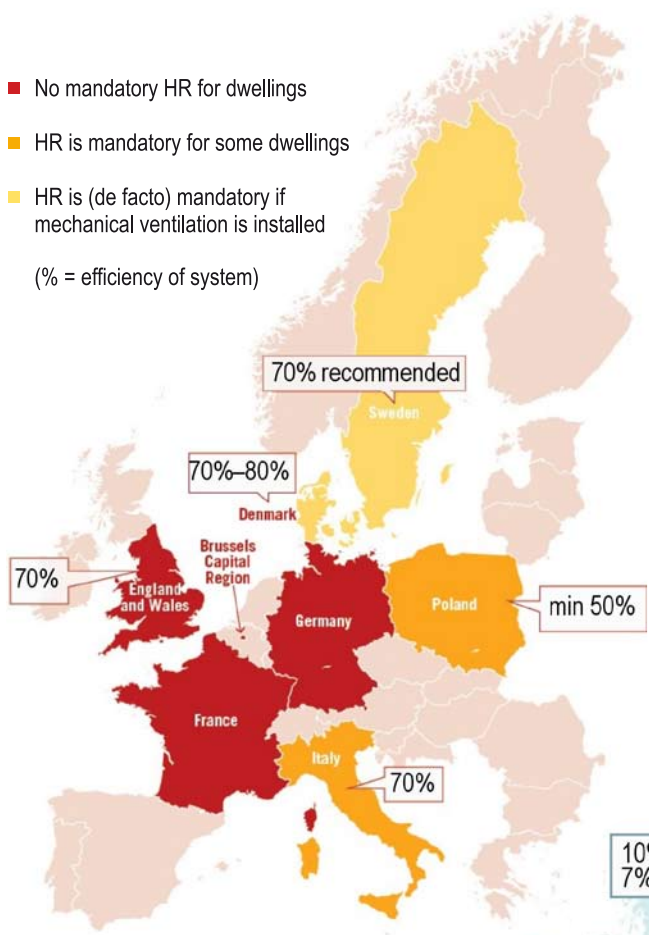 No mandatory HR for dwellings
HR is mandatory for some dwellings
HR is (de facto) mandatory if
mechanical ventilation is installed
(% = efficiency of system)
70% recommended
Sweden
70%–80%
Denmark
Brussels
Capital
Region
70%
England
and Wales
Germany
Poland
min 50%
France
Italy
70%
7%